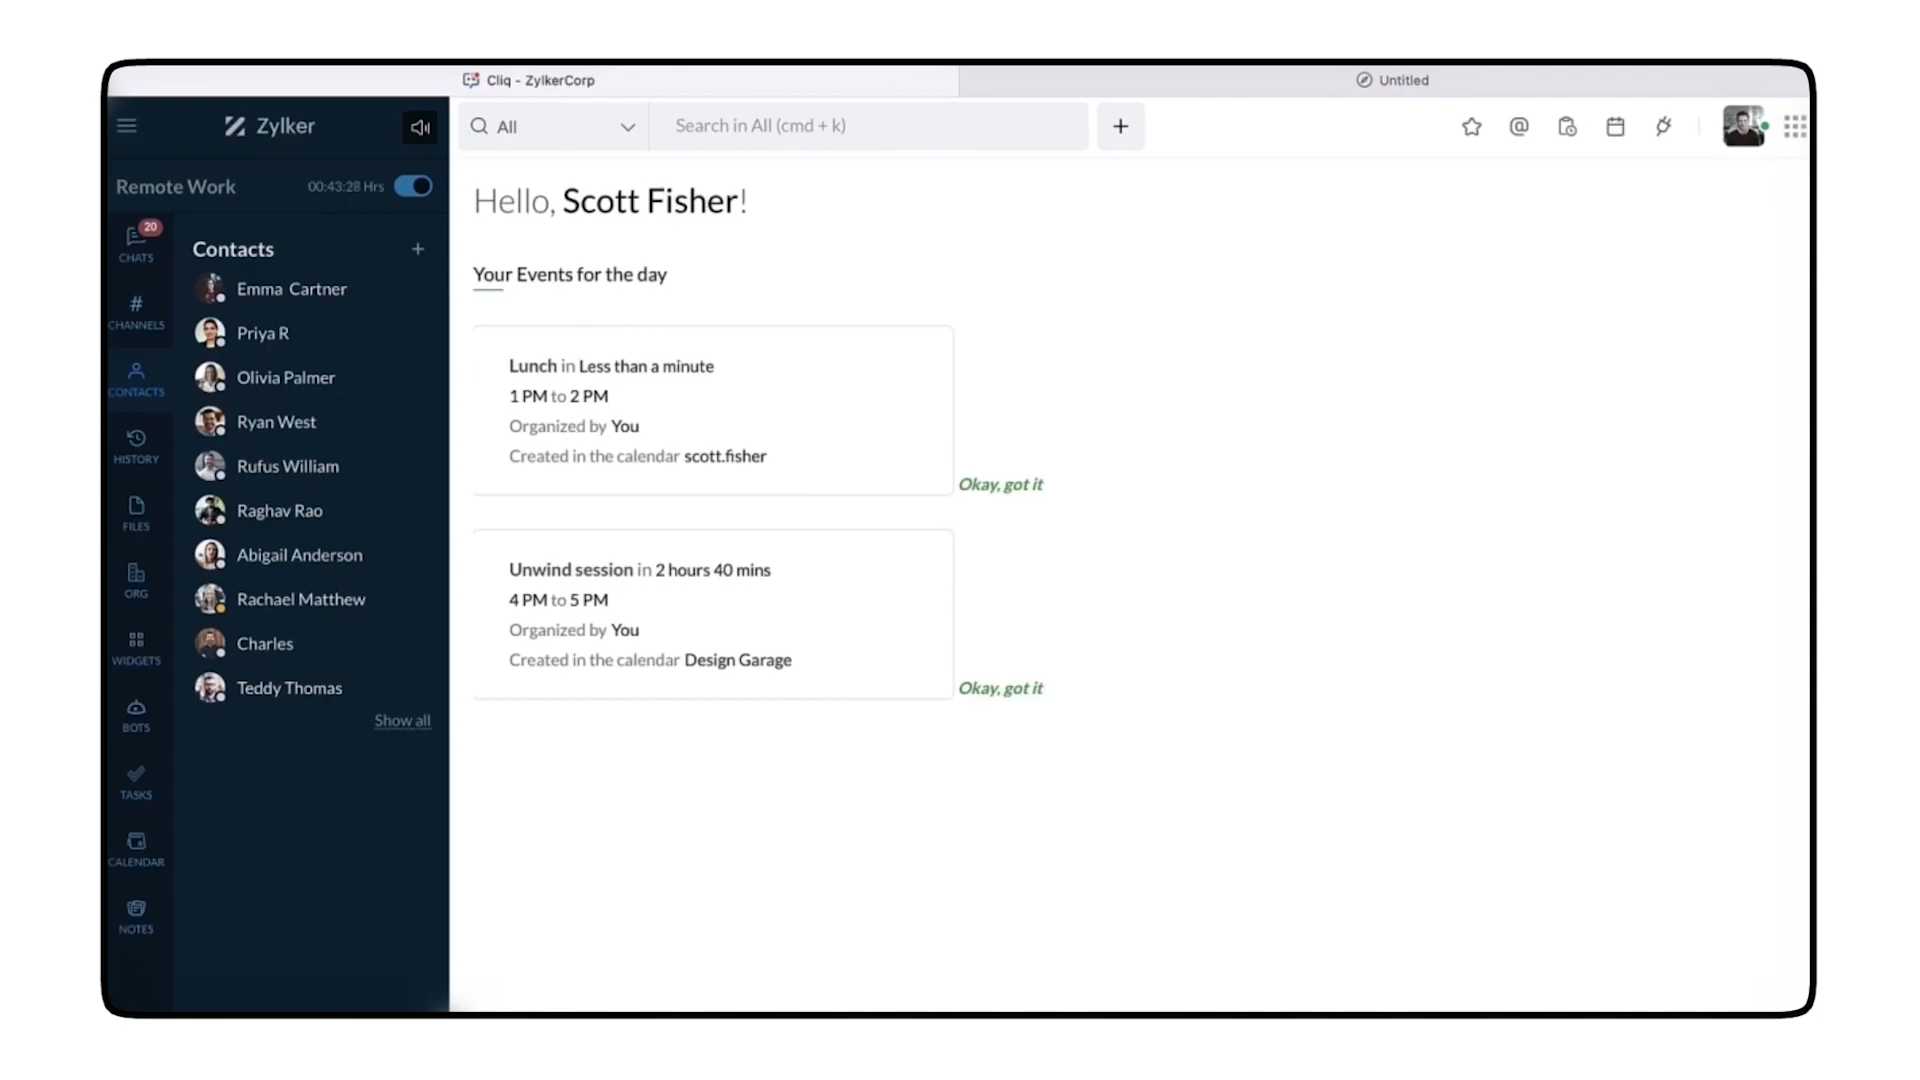 Cliq - ZylkerCorp
Untitled
Zylker
All
Search in All (cmd + k)
Remote Work
00:43:28 Hrs
20
CHATS
CHANNELS
CONTACTS
HISTORY
FILES
ORG
WIDGETS
BOTS
TASKS
CALENDAR
NOTES
Contacts
Emma Cartner
Priya R
Olivia Palmer
Ryan West
Rufus William
Raghav Rao
Abigail Anderson
Rachael Matthew
Charles
Teddy Thomas
Show all
Hello, Scott Fisher!
Your Events for the day
Lunch in Less than a minute
1 PM to 2 PM
Organized by You
Created in the calendar scott.fisher
Okay, got it
Unwind session in 2 hours 40 mins
4 PM to 5 PM
Organized by You
Created in the calendar Design Garage
Okay, got it